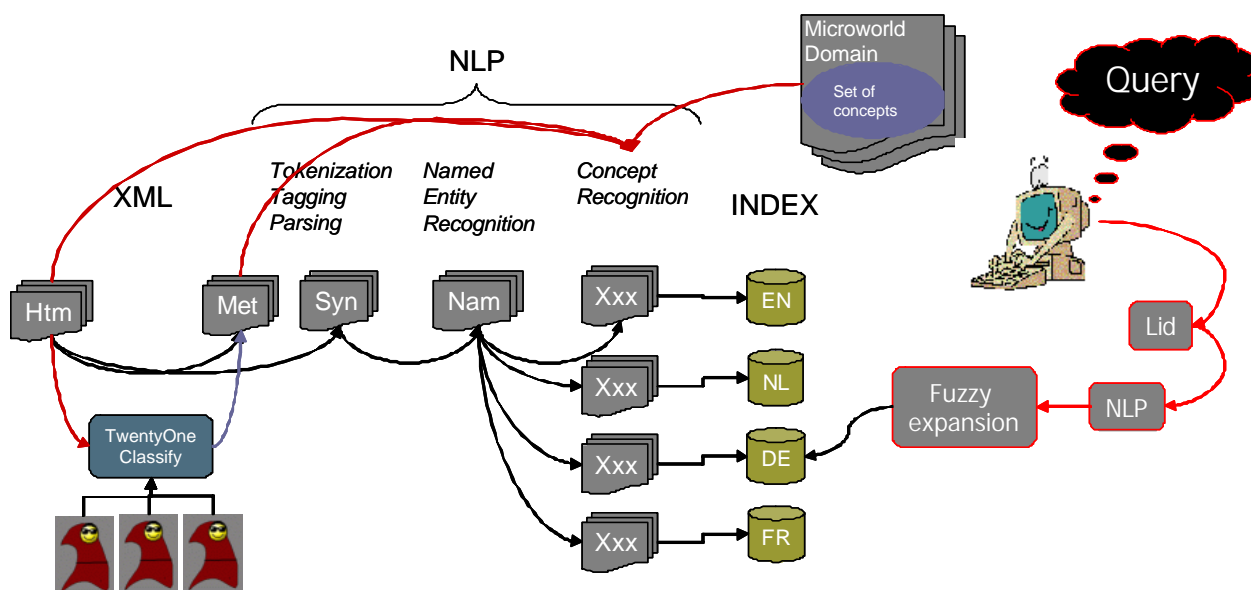 Microworld
Domain
Set of
concepts
Query
NLP
XML
Tokenization
Tagging
Parsing
Named
Entity
Recognition
Concept
Recognition
INDEX
Htm
Met
Syn
Nam
Xxx
EN
Lid
Xxx
NL
Fuzzy
expansion
NLP
TwentyOne
Classify
Xxx
DE
Xxx
FR